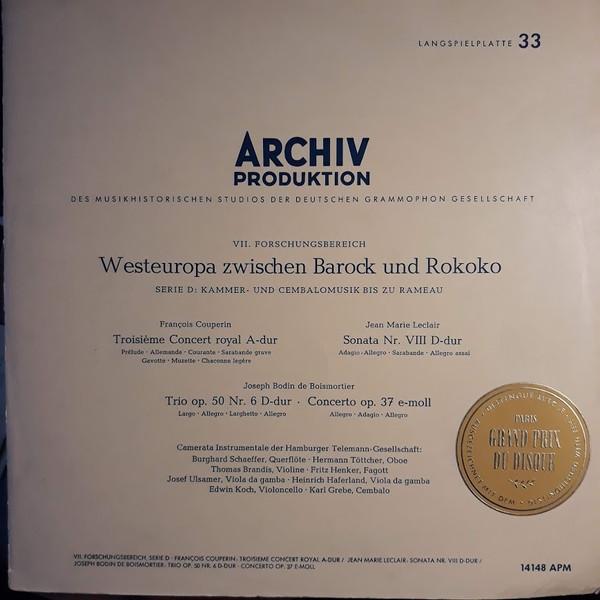 LANGSPIELPLATTE 33
ARCHIV
PRODUKTION
DES MUSIKHISTORISCHEN STUDIOS DER DEUTSCHEN GRAMMOPHON GESELLSCHAFT
VII. FORSCHUNGSBEREICH
Westeuropa zwischen Barock und Rokoko
SERIE D: KAMMER- UND CEMBALOMUSIK BIS ZU RAMEAU
François Couperin
Troisième Concert royal A-dur
Prélude · Allemande · Courante · Sarabande grave
Gavotte · Muzette · Chaconne legère
Jean Marie Leclair
Sonata Nr. VIII D-dur
Adagio · Allegro · Sarabande · Allegro assai
Joseph Bodin de Boismortier
Trio op. 50 Nr. 6 D-dur · Concerto op. 37 e-moll
Largo · Allegro · Larghetto · Allegro
Allegro · Adagio · Allegro
Camerata Instrumentale der Hamburger Telemann-Gesellschaft:
Burghard Schaeffer, Querflöte · Hermann Töttcher, Oboe
Thomas Brandis, Violine · Fritz Henker, Fagott
Josef Ulsamer, Viola da gamba · Heinrich Haferland, Viola da gamba
Edwin Koch, Violoncello · Karl Grebe, Cembalo
PARIS
GRAND PRIX
DU DISQUE
VII. FORSCHUNGSBEREICH, SERIE D · FRANÇOIS COUPERIN: TROISIEME CONCERT ROYAL A-DUR / JEAN MARIE LECLAIR: SONATA NR. VIII D-DUR /
JOSEPH BODIN DE BOISMORTIER: TRIO OP. 50 NR. 6 D-DUR · CONCERTO OP. 37 E-MOLL
14148 APM